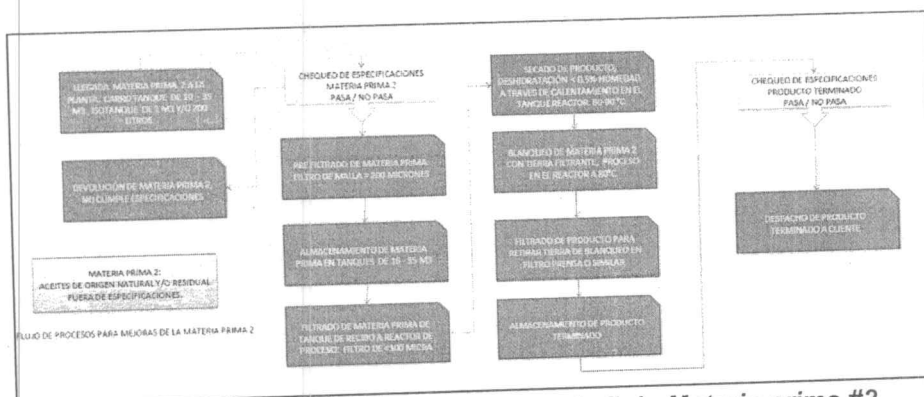 LLEGADA MATERIA PRIMA 2 A LA
PLANTA. CARROTANQUE DE 10 - 35
M3. ISOTANQUE DE 1 M3 Y/O 200
LITROS
DEVOLUCIÓN DE MATERIA PRIMA 2,
NO CUMPLE ESPECIFICACIONES
MATERIA PRIMA 2:
ACEITES DE ORIGEN NATURAL Y/O RESIDUAL
FUERA DE ESPECIFICACIONES.
FLUJO DE PROCESOS PARA MEJORAS DE LA MATERIA PRIMA 2
CHEQUEO DE ESPECIFICACIONES
MATERIA PRIMA 2
PASA / NO PASA
PRE FILTRADO DE MATERIA PRIMA.
FILTRO DE MALLA > 200 MICRONES
ALMACENAMIENTO DE MATERIA
PRIMA EN TANQUES DE 10 - 35 M3
FILTRADO DE MATERIA PRIMA DE
TANQUE DE RECIBO A REACTOR DE
PROCESO. FILTRO DE <100 MICRA
SECADO DE PRODUCTO,
DESHIDRATACIÓN < 0.5% HUMEDAD,
A TRAVES DE CALENTAMIENTO EN EL
TANQUE REACTOR. 80-90 °C
BLANQUEO DE MATERIA PRIMA 2
CON TIERRA FILTRANTE, PROCESO
EN EL REACTOR A 80°C
FILTRADO DE PRODUCTO PARA
RETIRAR TIERRA DE BLANQUEO EN
FILTRO PRENSA O SIMILAR
ALMACENAMIENTO DE PRODUCTO
TERMINADO
CHEQUEO DE ESPECIFICACIONES
PRODUCTO TERMINADO
PASA / NO PASA
DESPACHO DE PRODUCTO
TERMINADO A CLIENTE
Materia prima #2